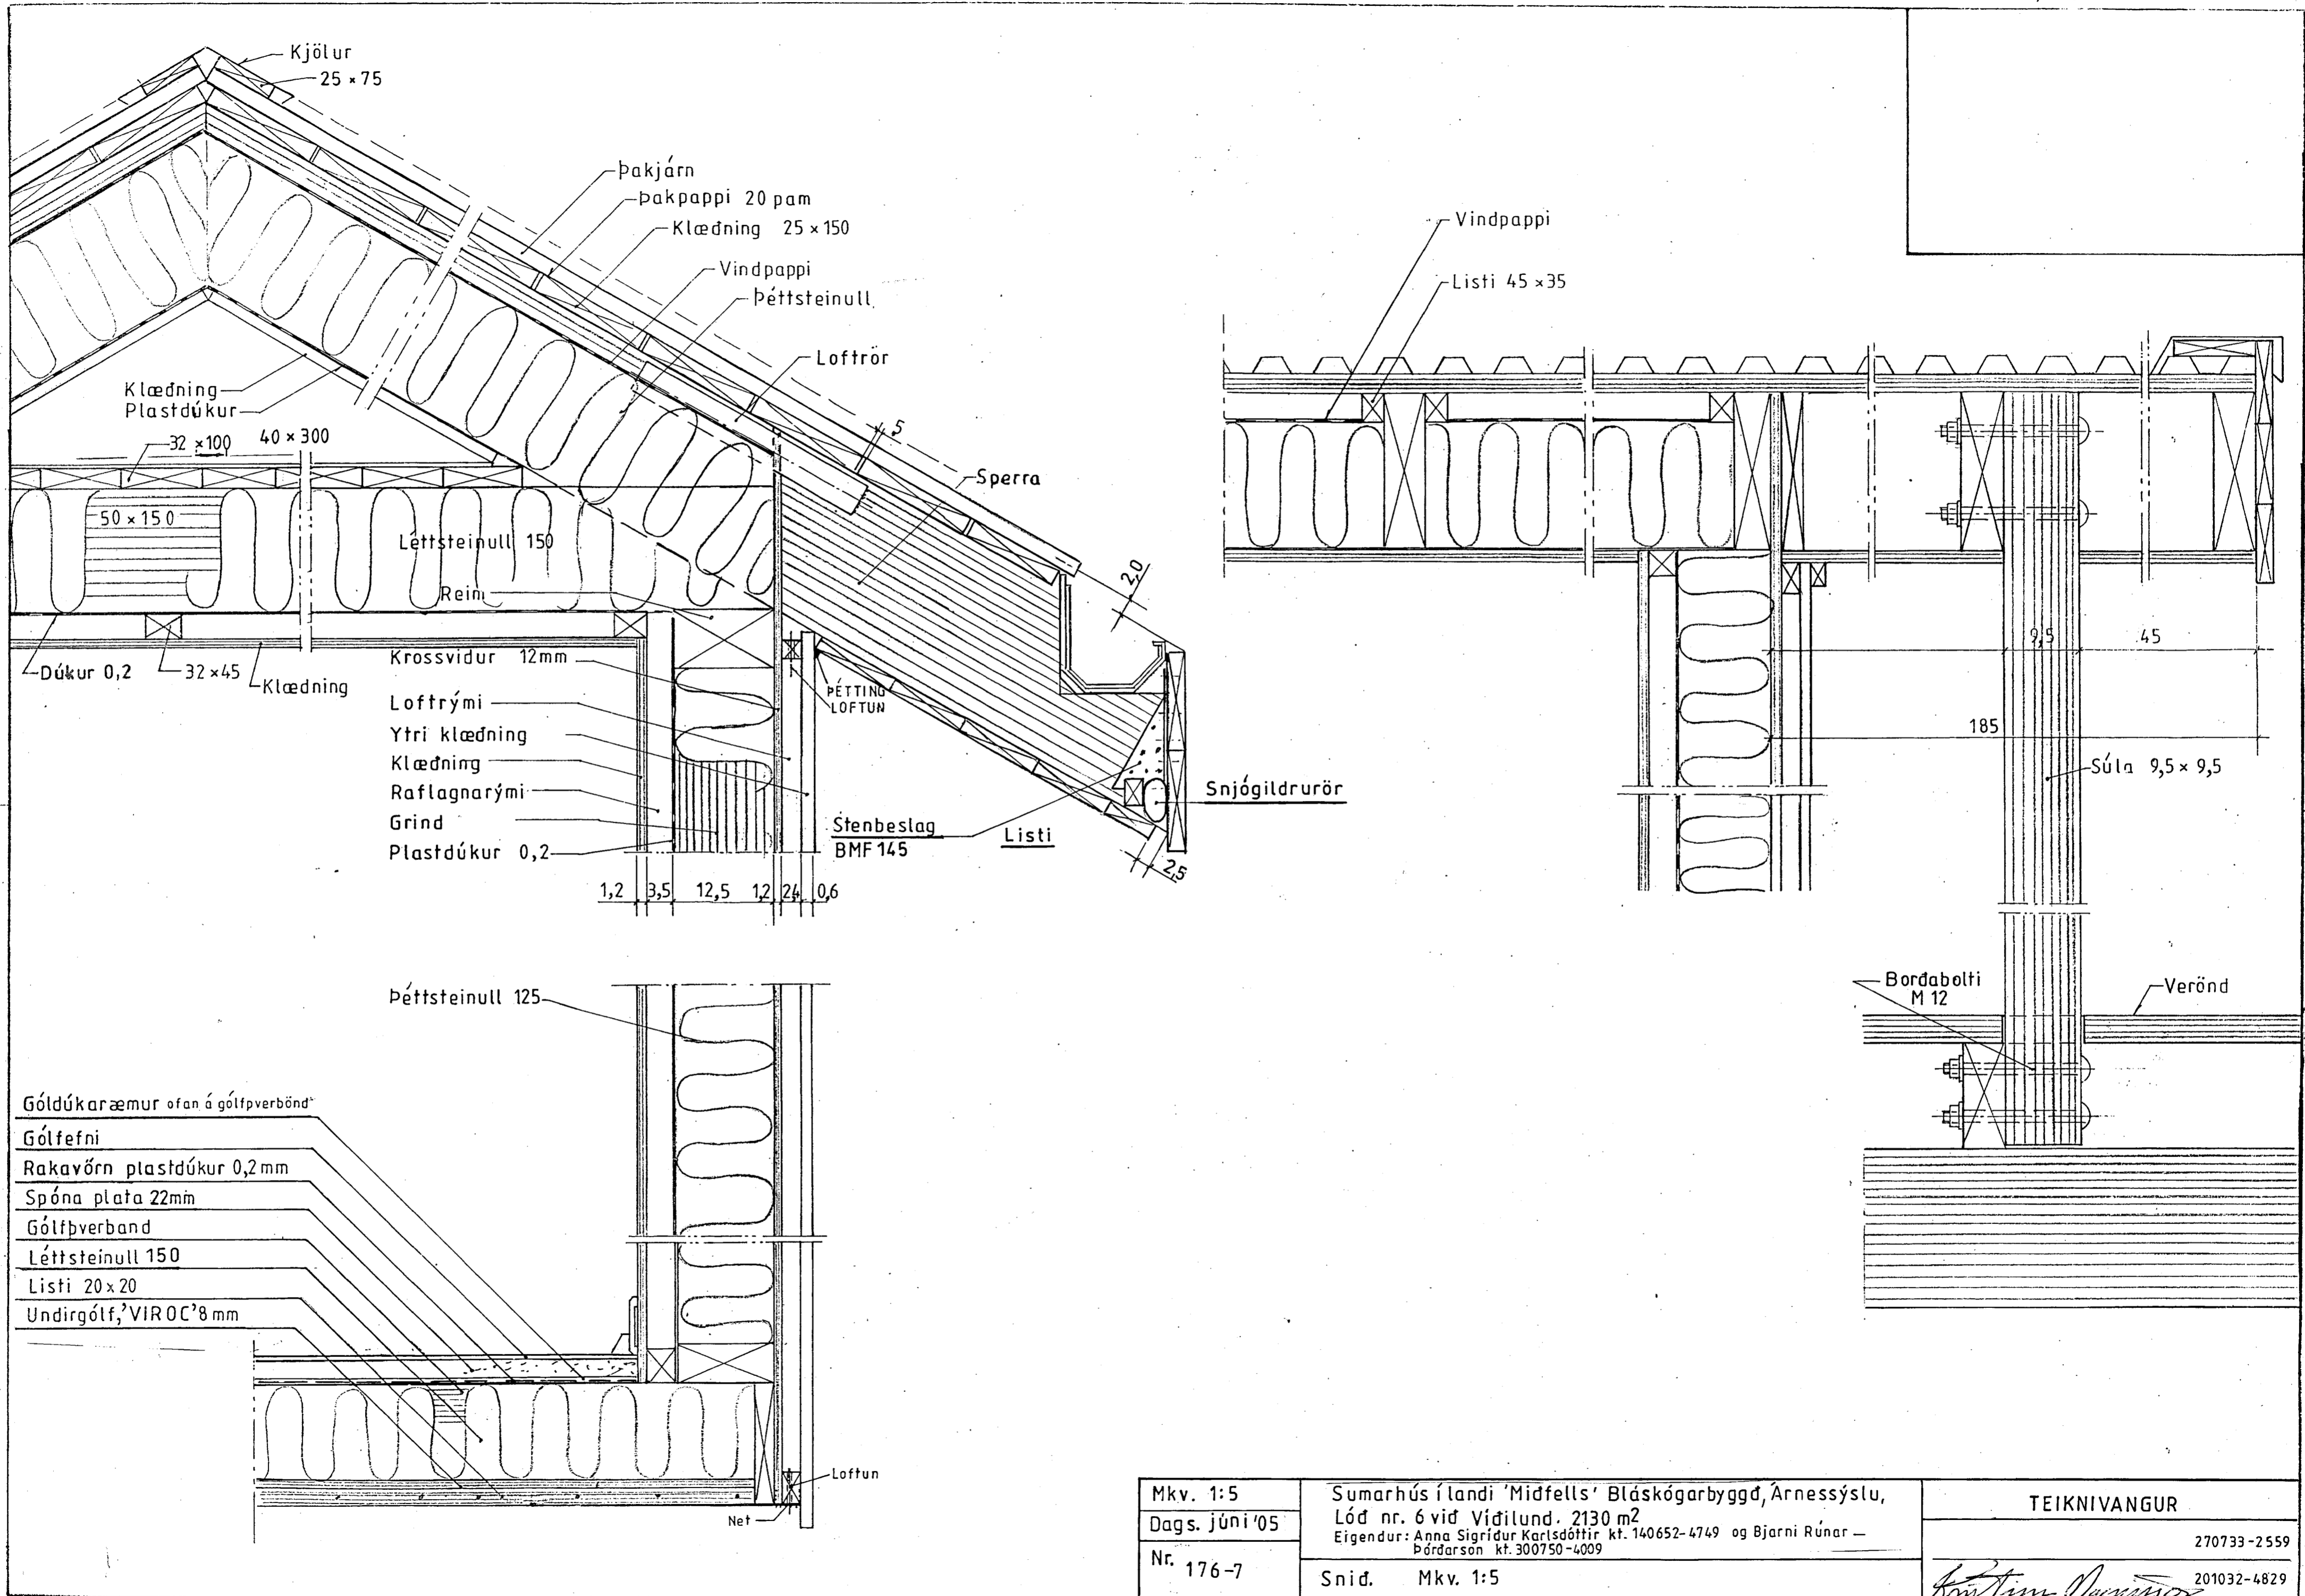 Kjölur
25 × 75
Þakjárn
Þakpappi 20 pam
Klæðning 25 × 150
Vindpappi
Þéttsteinull
Loftrör
5
Sperra
2,0
Klæðning
Plastdúkur
32 × 100
40 × 300
50 × 150
Léttsteinull 150
Reim
Dúkur 0,2
32 × 45
Klæðning
Krossviður 12mm
Loftrými
Ytri klæðning
Klæðning
Raflagnarými
Grind
Plastdúkur 0,2
ÞÉTTING
LOFTUN
Stenbeslag
BMF 145
Listi
Snjógildrurör
2,5
1,2 3,5 12,5 1,2 2,4 0,6
Þéttsteinull 125
Góldúkaræmur ofan á gólfþverbönd
Gólfefni
Rakavörn plastdúkur 0,2mm
Spóna plata 22mm
Gólfþverband
Léttsteinull 150
Listi 20 x 20
Undirgólf,'VIROC'8mm
Loftun
Net
Vindpappi
Listi 45 × 35
9,5
45
185
Súla 9,5 × 9,5
Borðabolti
M 12
Verönd
Mkv. 1:5
Dags. júní '05
Nr. 176-7
Sumarhús í landi 'Miðfells' Bláskógarbyggð, Árnessýslu,
Lóð nr. 6 við Víðilund. 2130 m2
Eigendur: Anna Sigríður Karlsdóttir kt. 140652-4749 og Bjarni Rúnar —
Þórðarson kt. 300750-4009
Snið. Mkv. 1:5
TEIKNIVANGUR
270733-2559
201032-4829